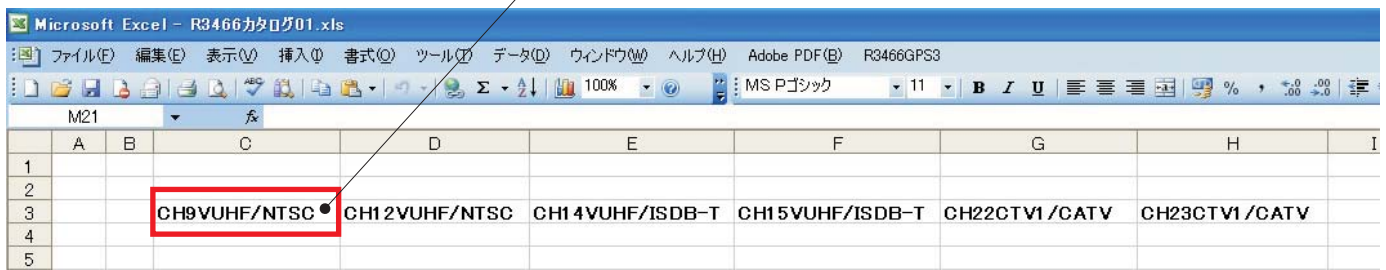 Microsoft Excel - R3466カタログ01.xls
ファイル(F) 編集(E) 表示(V) 挿入(I) 書式(O) ツール(T) データ(D) ウィンドウ(W) ヘルプ(H) Adobe PDF(B) R3466GPS3
Σ 100% MS Pゴシック 11 B I U % ,
M21 fx
A B C D E F G H I
1
2
3 CH9VUHF/NTSC CH12VUHF/NTSC CH14VUHF/ISDB-T CH15VUHF/ISDB-T CH22CTV1/CATV CH23CTV1/CATV
4
5